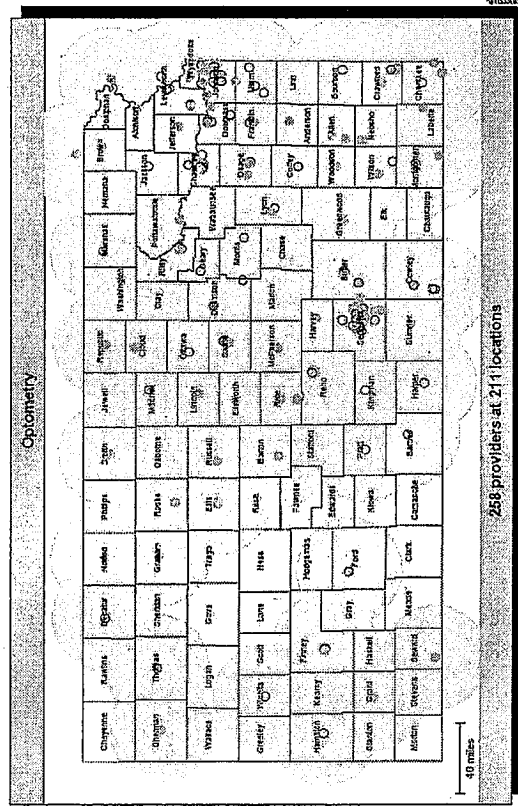 Optometry
Cheyenne
Rawlins
Decatur
Norton
Phillips
Smith
Jewell
Republic
Washington
Marshall
Nemaha
Brown
Doniphan
Sherman
Thomas
Sheridan
Graham
Rooks
Osborne
Mitchell
Cloud
Clay
Riley
Pottawatomie
Jackson
Atchison
Jefferson
Wallace
Logan
Gove
Trego
Ellis
Russell
Lincoln
Ottawa
Saline
Dickinson
Geary
Wabaunsee
Shawnee
Douglas
Johnson
Greeley
Wichita
Scott
Lane
Ness
Rush
Barton
Ellsworth
Rice
McPherson
Marion
Morris
Chase
Lyon
Osage
Franklin
Miami
Hamilton
Kearny
Finney
Hodgeman
Pawnee
Stafford
Reno
Harvey
Butler
Greenwood
Coffey
Woodson
Anderson
Allen
Linn
Bourbon
Stanton
Grant
Haskell
Gray
Ford
Edwards
Kiowa
Pratt
Kingman
Elk
Wilson
Neosho
Crawford
Morton
Stevens
Seward
Meade
Clark
Comanche
Barber
Harper
Sumner
Cowley
Chautauqua
Montgomery
Labette
Cherokee
40 miles
258 providers at 211 locations